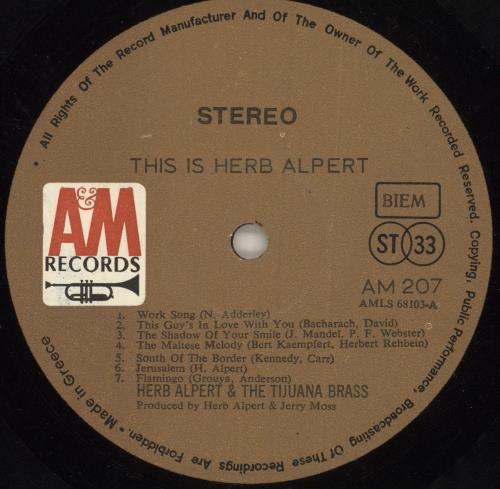 • All Rights Of The Record Manufacturer And Of The Owner Of The Work Recorded Reserved. Copying, Public Performance, Broadcasting Of These Recordings Are Forbidden. - Made in Greece
STEREO
THIS IS HERB ALPERT
A&M
RECORDS
BIEM
ST 33
AM 207
AMLS 68103-A
1. Work Song (N. Adderley)
2. This Guy's In Love With You (Bacharach, David)
3. The Shadow Of Your Smile (J. Mandel, P. F. Webster)
4. The Maltese Melody (Bert Kaempfert, Herbert Rehbein)
5. South Of The Border (Kennedy, Carr)
6. Jerusalem (H. Alpert)
7. Flamingo (Grouya, Anderson)
HERB ALPERT & THE TIJUANA BRASS
Produced by Herb Alpert & Jerry Moss